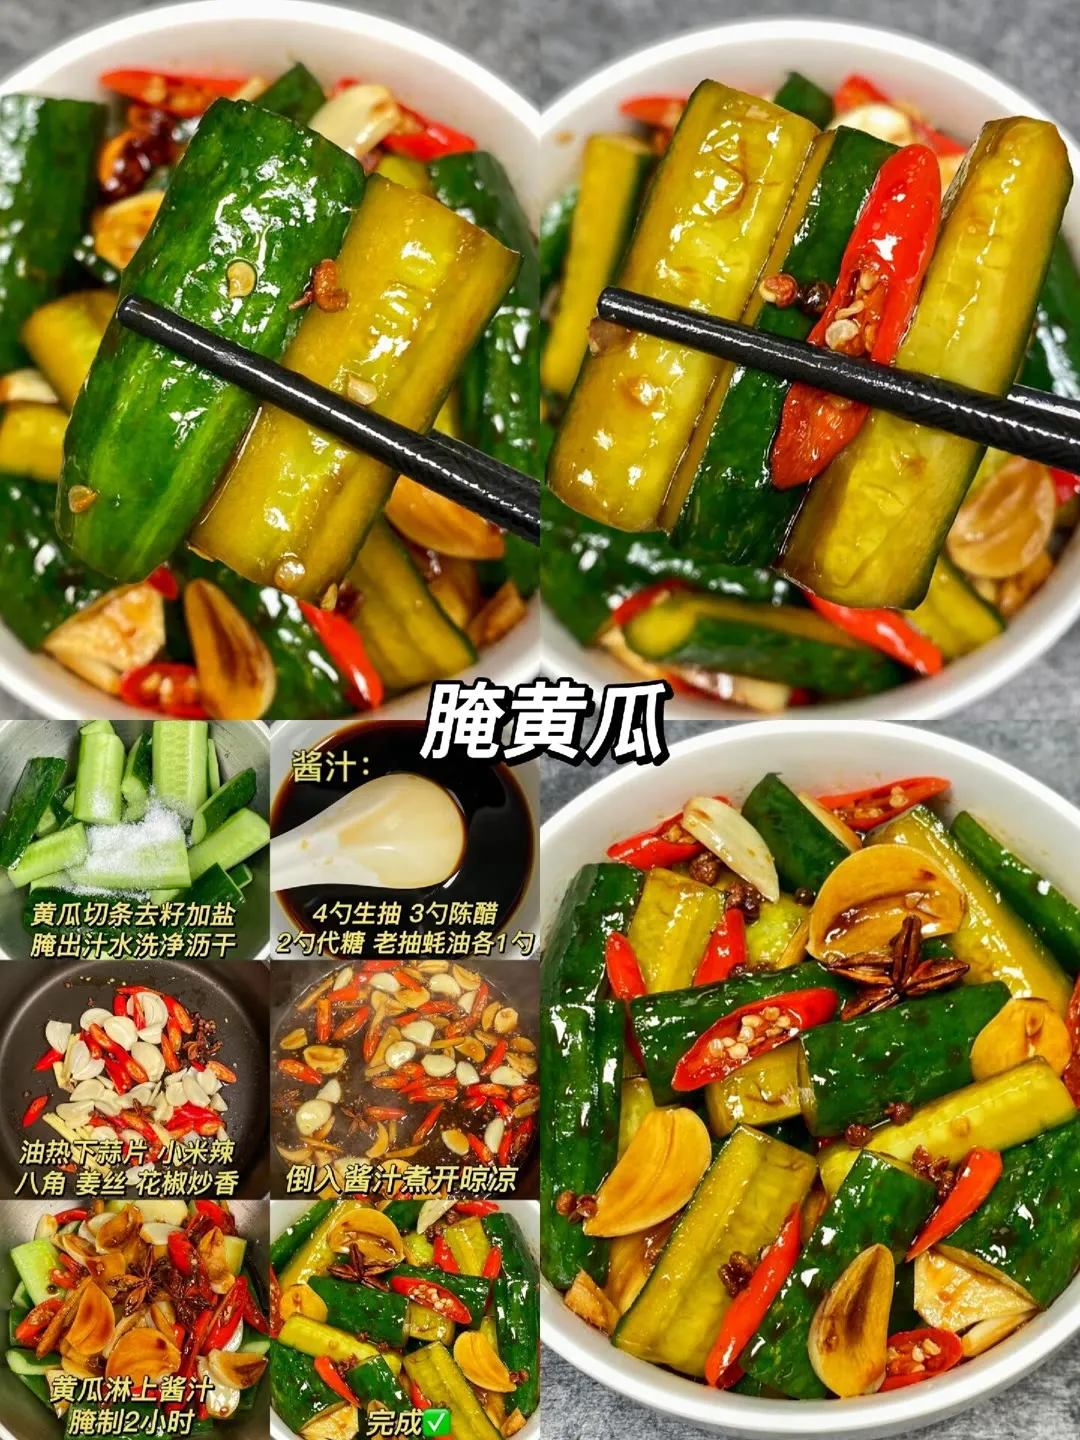 腌黄瓜
黄瓜切条去籽加盐
腌出汁水洗净沥干
酱汁：
4勺生抽 3勺陈醋
2勺代糖 老抽蚝油各1勺
油热下蒜片 小米辣
八角 姜丝 花椒炒香
倒入酱汁煮开晾凉
黄瓜淋上酱汁
腌制2小时
完成✅